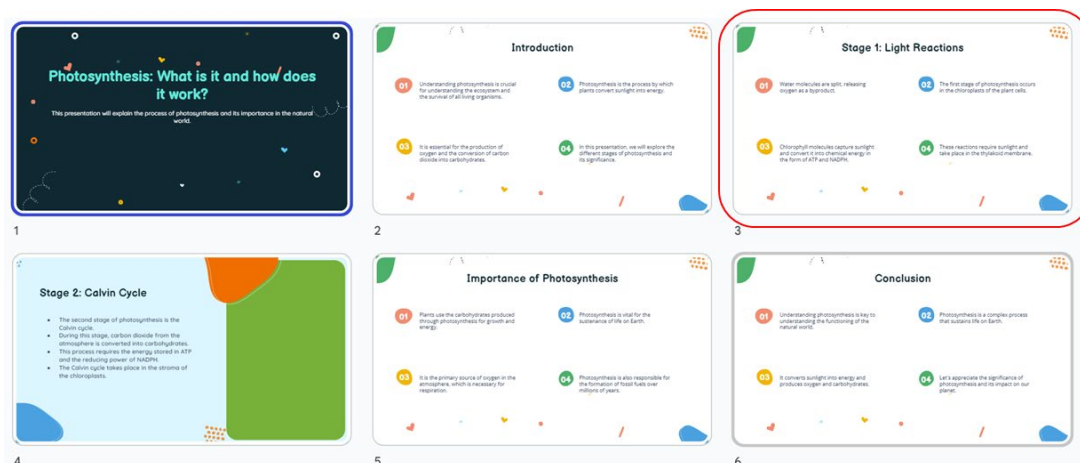 Photosynthesis: What is it and how does
it work?
This presentation will explain the process of photosynthesis and its importance in the natural
world.
1
Introduction
01
Understanding photosynthesis is crucial
for understanding the ecosystem and
the survival of all living organisms.
02
Photosynthesis is the process by which
plants convert sunlight into energy.
03
It is essential for the production of
oxygen and the conversion of carbon
dioxide into carbohydrates.
04
In this presentation, we will explore the
different stages of photosynthesis and
its significance.
2
Stage 1: Light Reactions
01
Water molecules are split, releasing
oxygen as a byproduct.
02
The first stage of photosynthesis occurs
in the chloroplasts of the plant cells.
03
Chlorophyll molecules capture sunlight
and convert it into chemical energy in
the form of ATP and NADPH.
04
These reactions require sunlight and
take place in the thylakoid membrane.
3
Stage 2: Calvin Cycle
The second stage of photosynthesis is the
Calvin cycle.
During this stage, carbon dioxide from the
atmosphere is converted into carbohydrates.
This process requires the energy stored in ATP
and the reducing power of NADPH.
The Calvin cycle takes place in the stroma of
the chloroplasts.
4
Importance of Photosynthesis
01
Plants use the carbohydrates produced
through photosynthesis for growth and
energy.
02
Photosynthesis is vital for the
sustenance of life on Earth.
03
It is the primary source of oxygen in the
atmosphere, which is necessary for
respiration.
04
Photosynthesis is also responsible for
the formation of fossil fuels over
millions of years.
5
Conclusion
01
Understanding photosynthesis is key to
understanding the functioning of the
natural world.
02
Photosynthesis is a complex process
that sustains life on Earth.
03
It converts sunlight into energy and
produces oxygen and carbohydrates.
04
Let's appreciate the significance of
photosynthesis and its impact on our
planet.
6